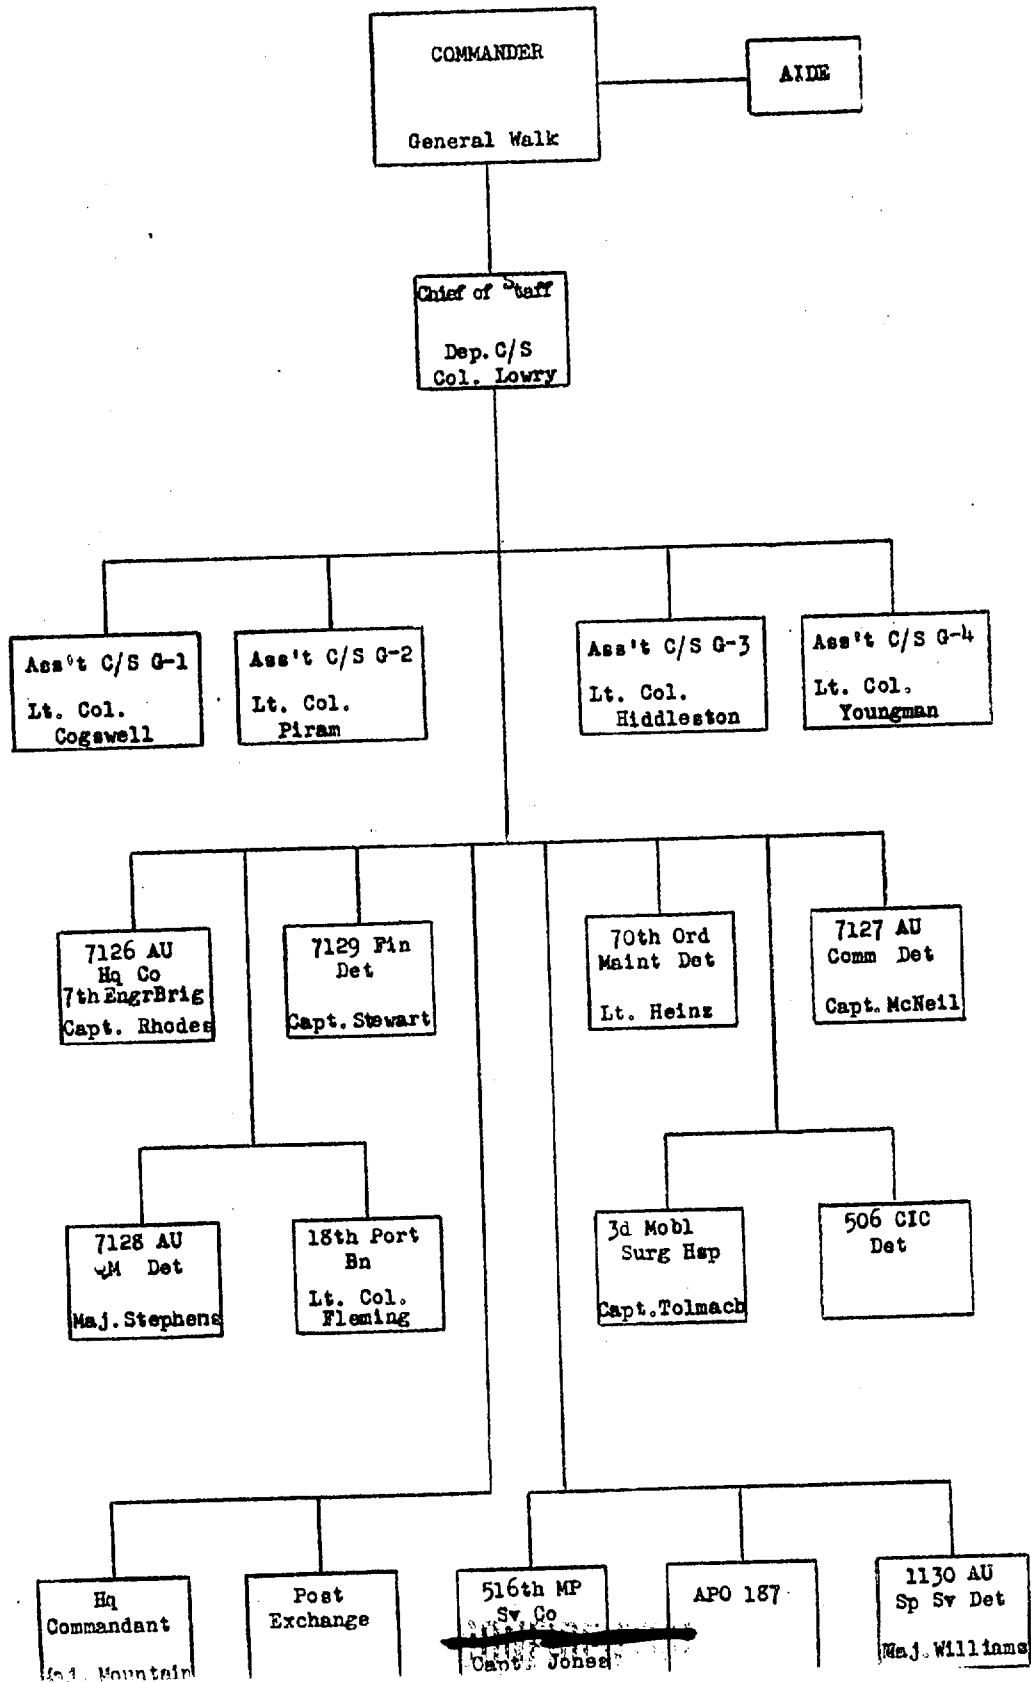 COMMANDER
General Walk
AIDE
Chief of Staff
Dep. C/S
Col. Lowry
Ass't C/S G-1
Lt. Col.
Cogswell
Ass't C/S G-2
Lt. Col.
Piram
Ass't C/S G-3
Lt. Col.
Hiddleston
Ass't C/S G-4
Lt. Col.
Youngman
7126 AU
Hq Co
7thEngrBrig
Capt. Rhodes
7129 Fin
Det
Capt.Stewart
70th Ord
Maint Det
Lt. Heinz
7127 AU
Comm Det
Capt.McNeil
7128 AU
QM Det
Maj.Stephens
18th Port
Bn
Lt. Col.
Fleming
3d Mobl
Surg Hsp
Capt.Tolmach
506 CIC
Det
Hq
Commandant
Maj. Mountain
Post
Exchange
516th MP
Sv Co
Capt. Jones
APO 187
1130 AU
Sp Sv Det
Maj.Williams